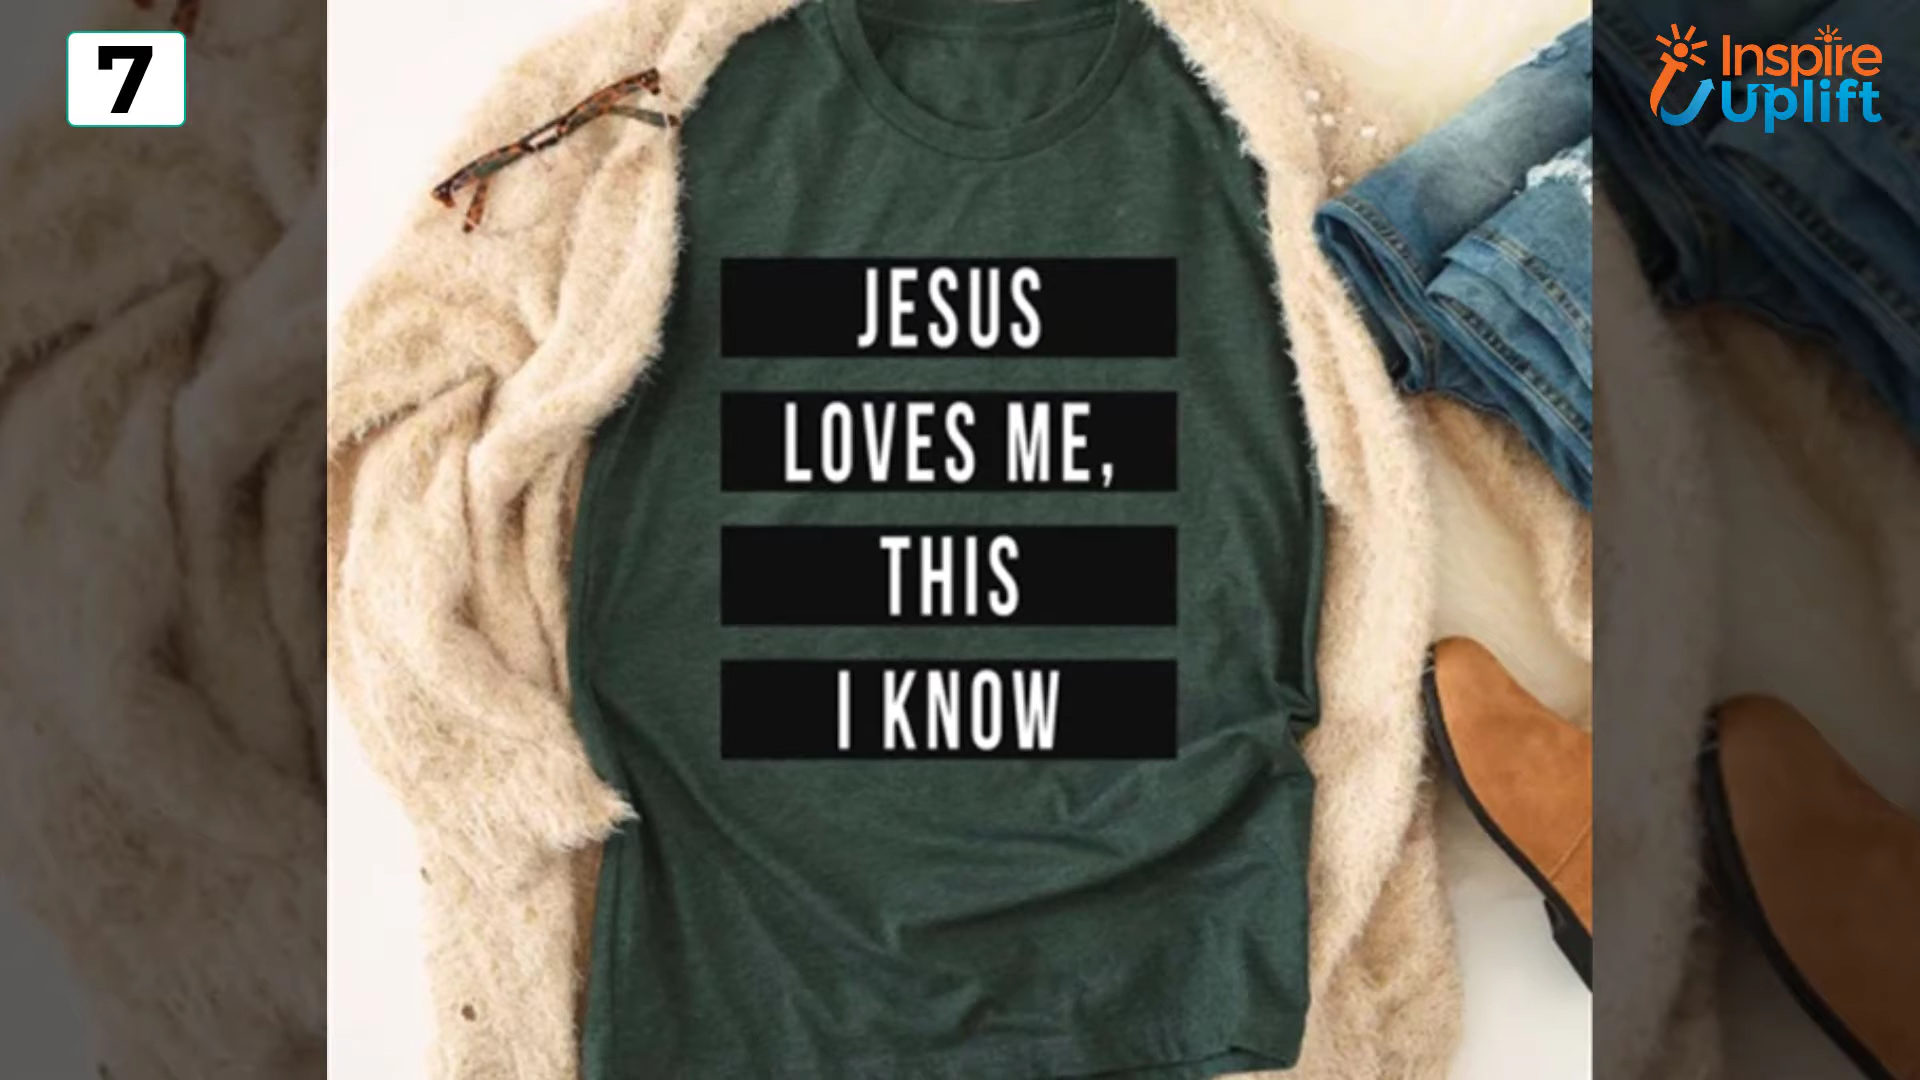 7
Inspire
Uplift
JESUS
LOVES ME,
THIS
I KNOW